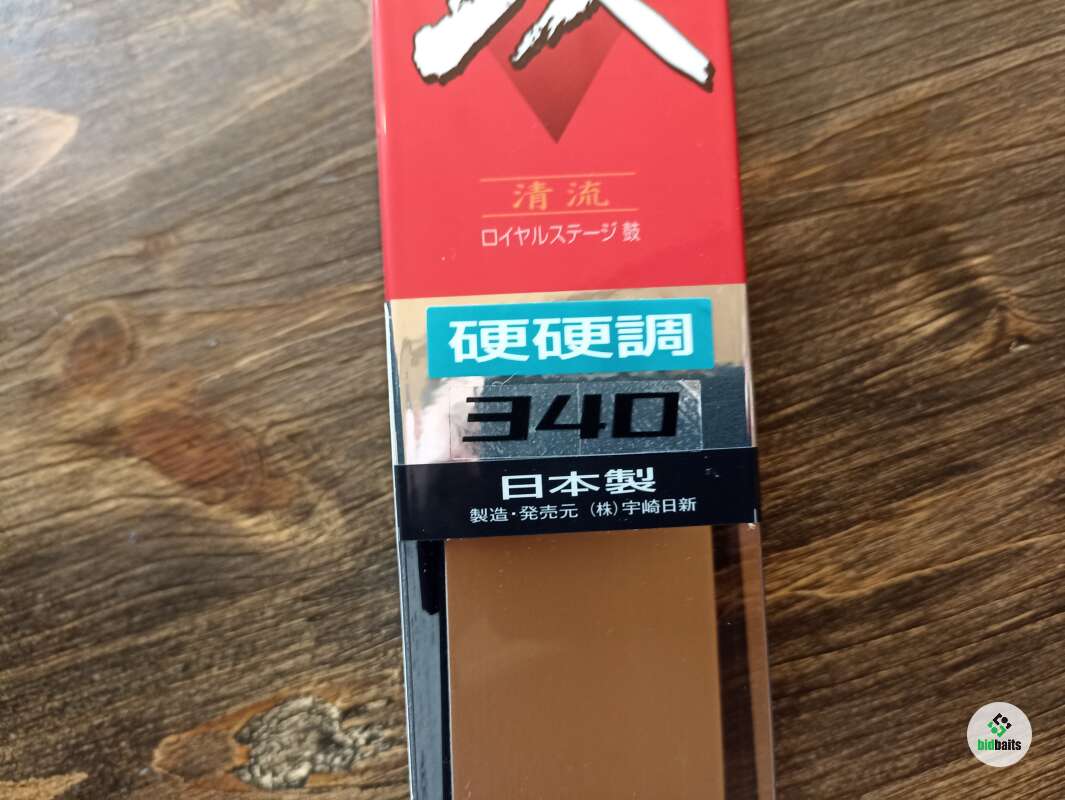 清流
ロイヤルステージ 鼓
硬硬調
340
日本製
製造・発売元 (株)宇崎日新
bidbaits